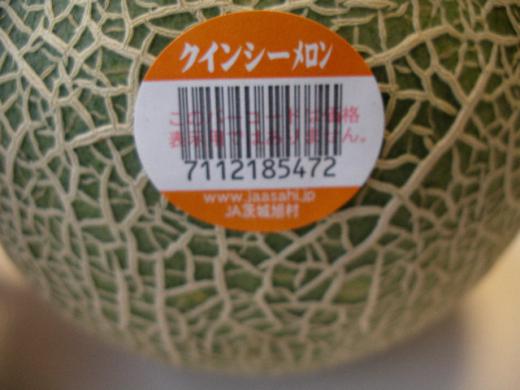 クインシーメロン
このバーコードは価格
表示用ではありません。
7112185472
www.jaasahi.jp
JA茨城旭村